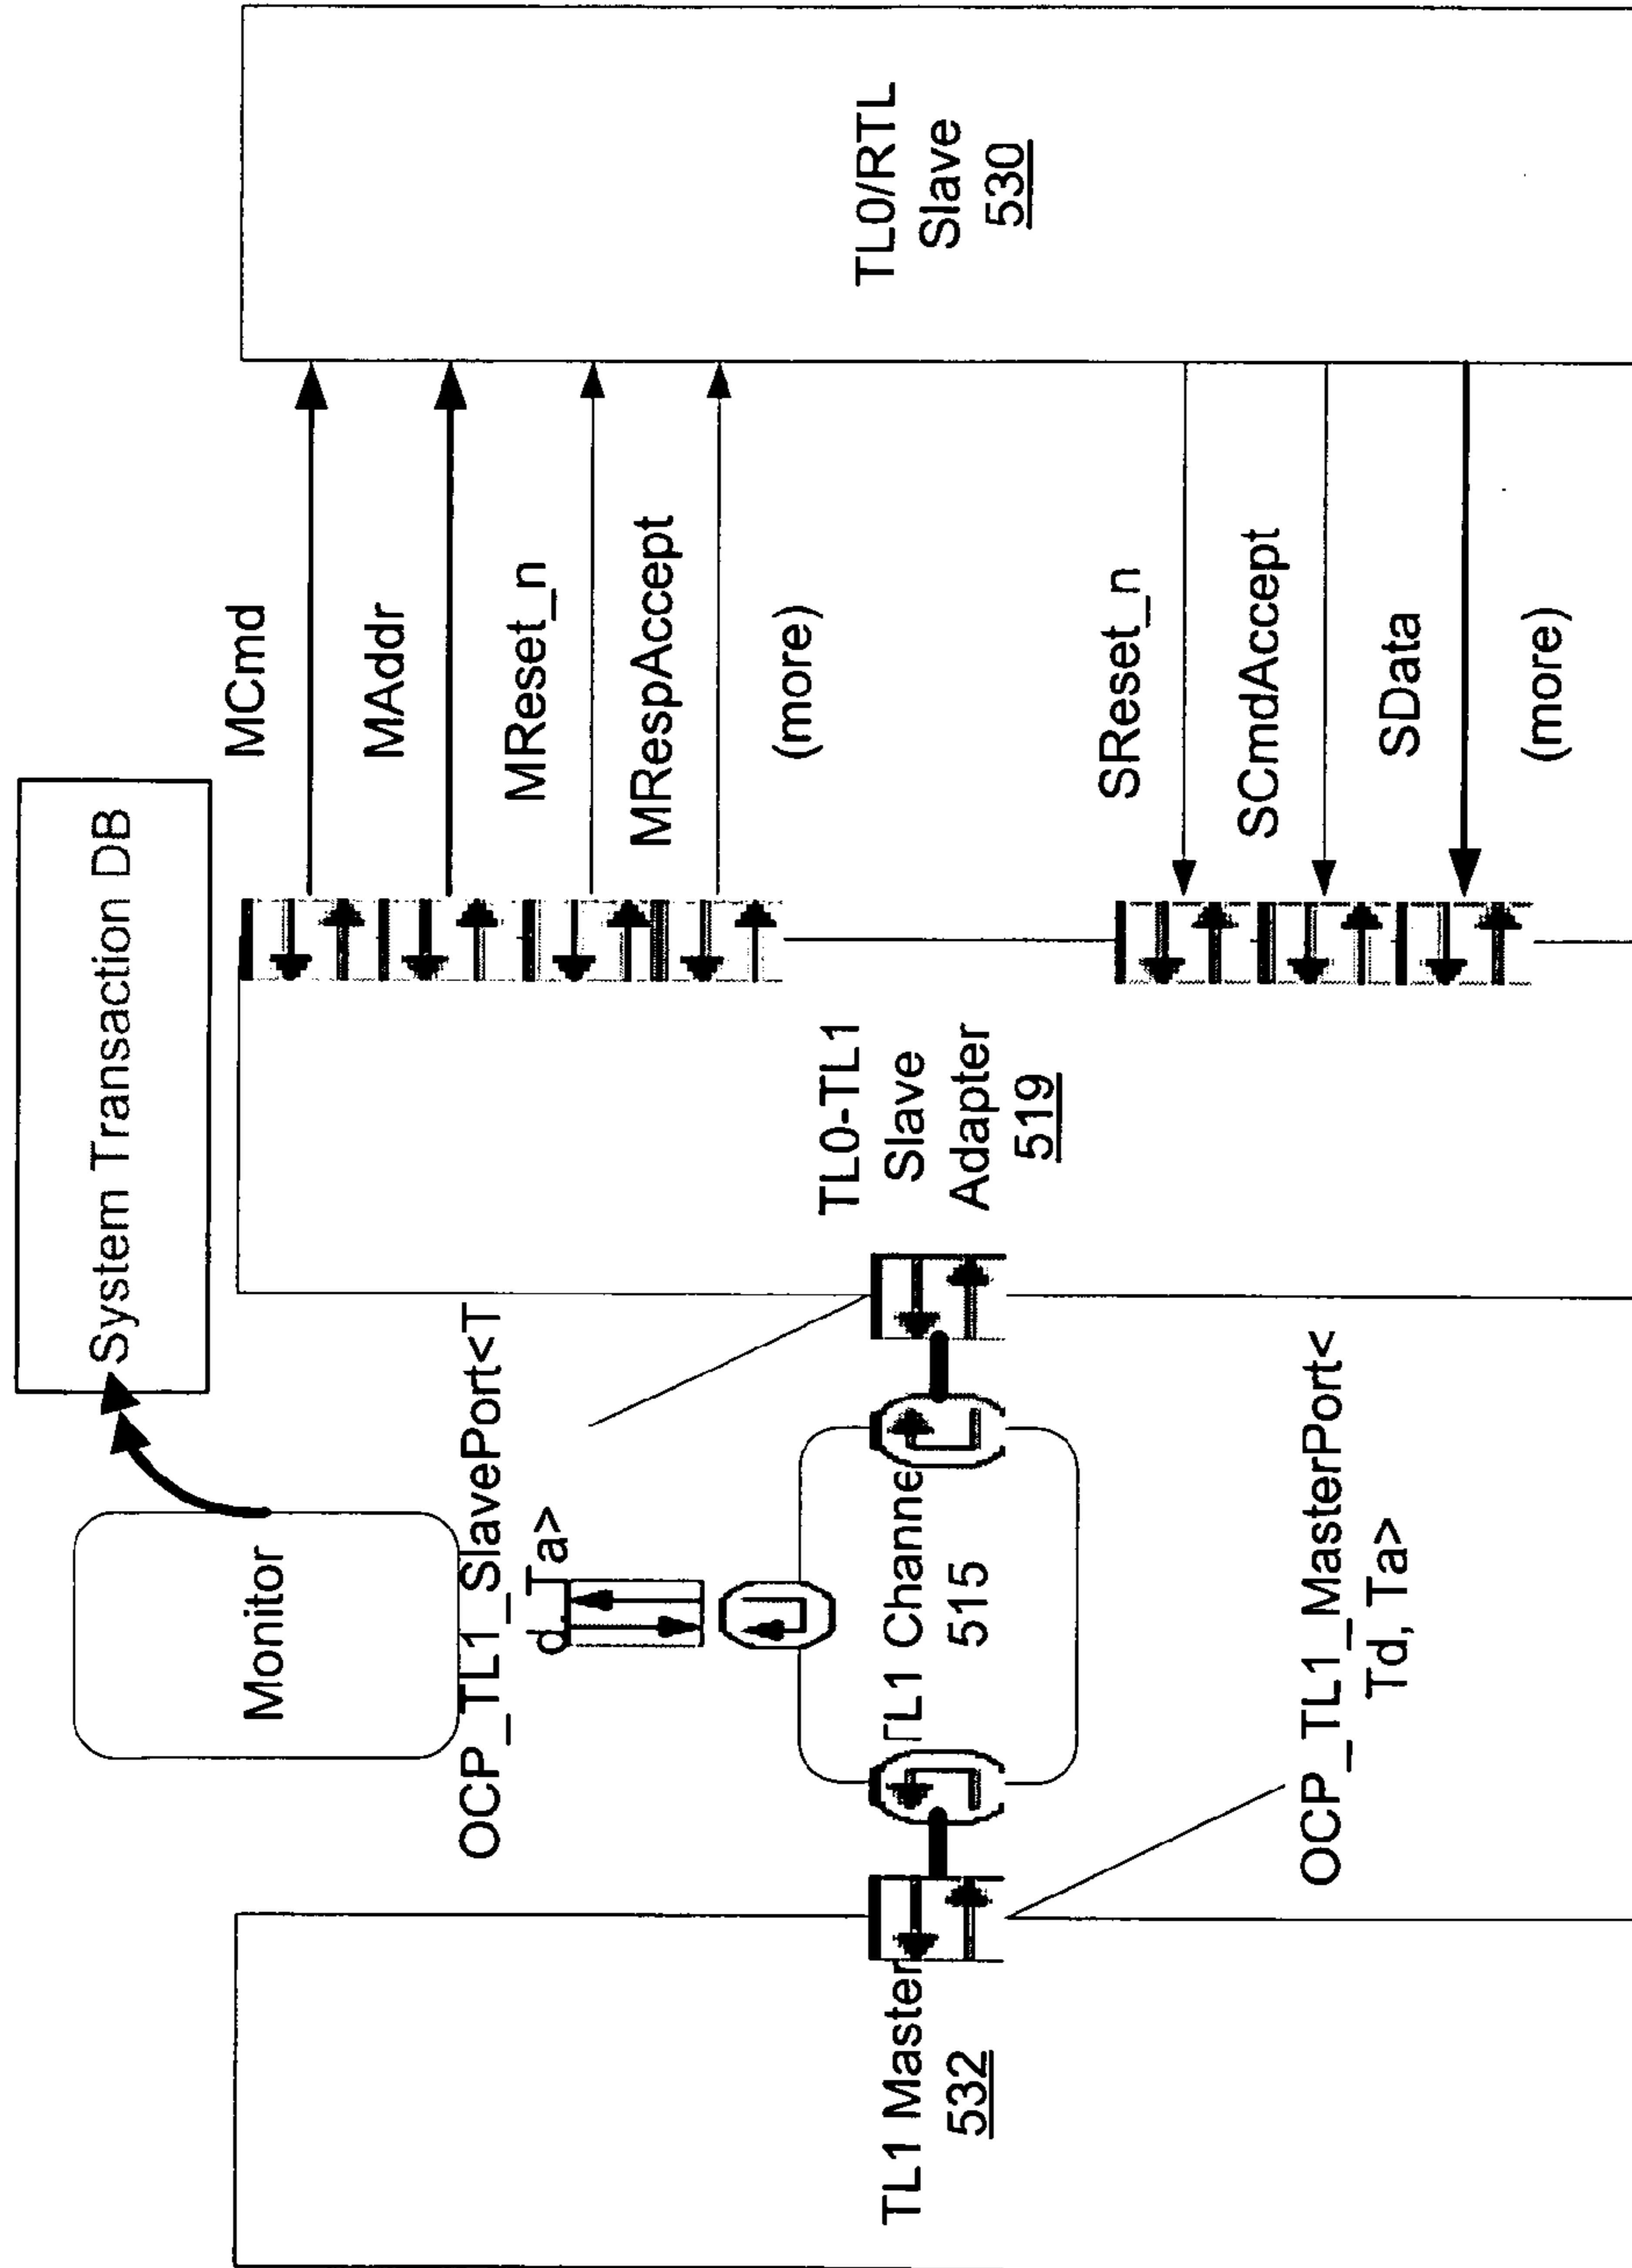 System Transaction DB
Monitor
OCP_TL1_SlavePort<T
d, Ta>
TL1 Master
532
TL1 Channe
515
OCP_TL1_MasterPort<
Td, Ta>
TL0-TL1
Slave
Adapter
519
MCmd
MAddr
MReset_n
MRespAccept
(more)
SReset_n
SCmdAccept
SData
(more)
TL0/RTL
Slave
530